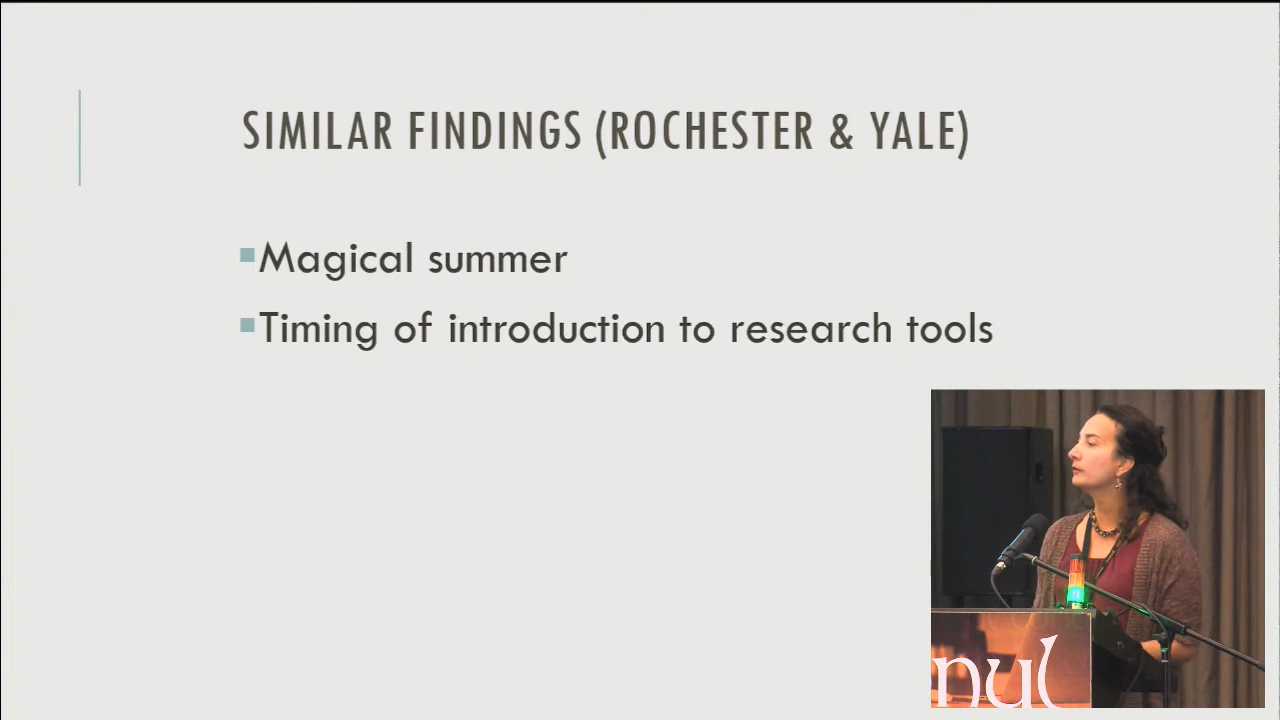 SIMILAR FINDINGS (ROCHESTER & YALE)
Magical summer
Timing of introduction to research tools
nul